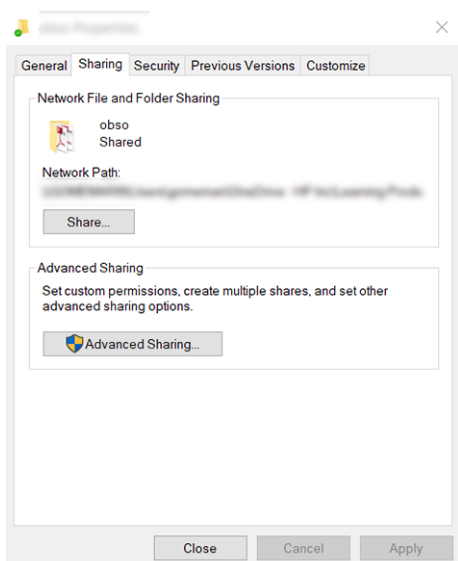 General Sharing Security Previous Versions Customize
Network File and Folder Sharing
obso
Shared
Network Path:
Share...
Advanced Sharing
Set custom permissions, create multiple shares, and set other
advanced sharing options.
Advanced Sharing...
Close Cancel Apply